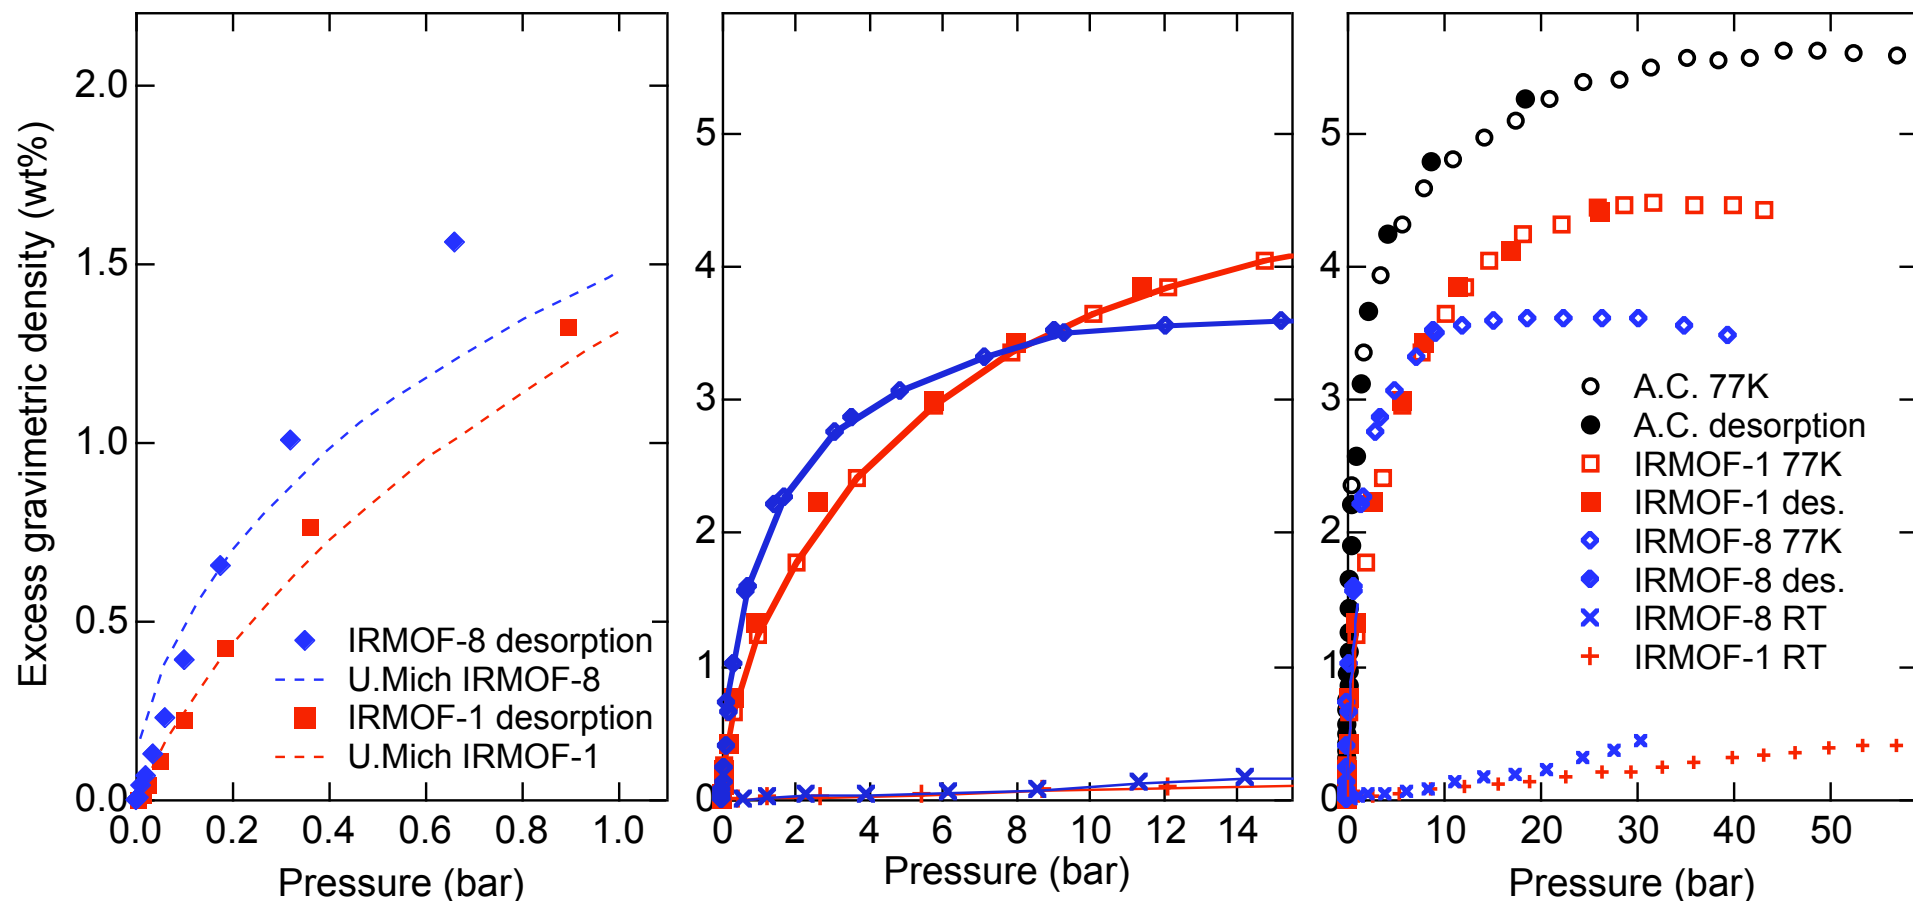 Excess gravimetric density (wt%)
2.0
1.5
1.0
0.5
0.0
0.0 0.2 0.4 0.6 0.8 1.0
Pressure (bar)
IRMOF-8 desorption
U.Mich IRMOF-8
IRMOF-1 desorption
U.Mich IRMOF-1
5
4
3
2
1
0
0 2 4 6 8 10 12 14
Pressure (bar)
5
4
3
2
1
0
0 10 20 30 40 50
Pressure (bar)
A.C. 77K
A.C. desorption
IRMOF-1 77K
IRMOF-1 des.
IRMOF-8 77K
IRMOF-8 des.
IRMOF-8 RT
IRMOF-1 RT